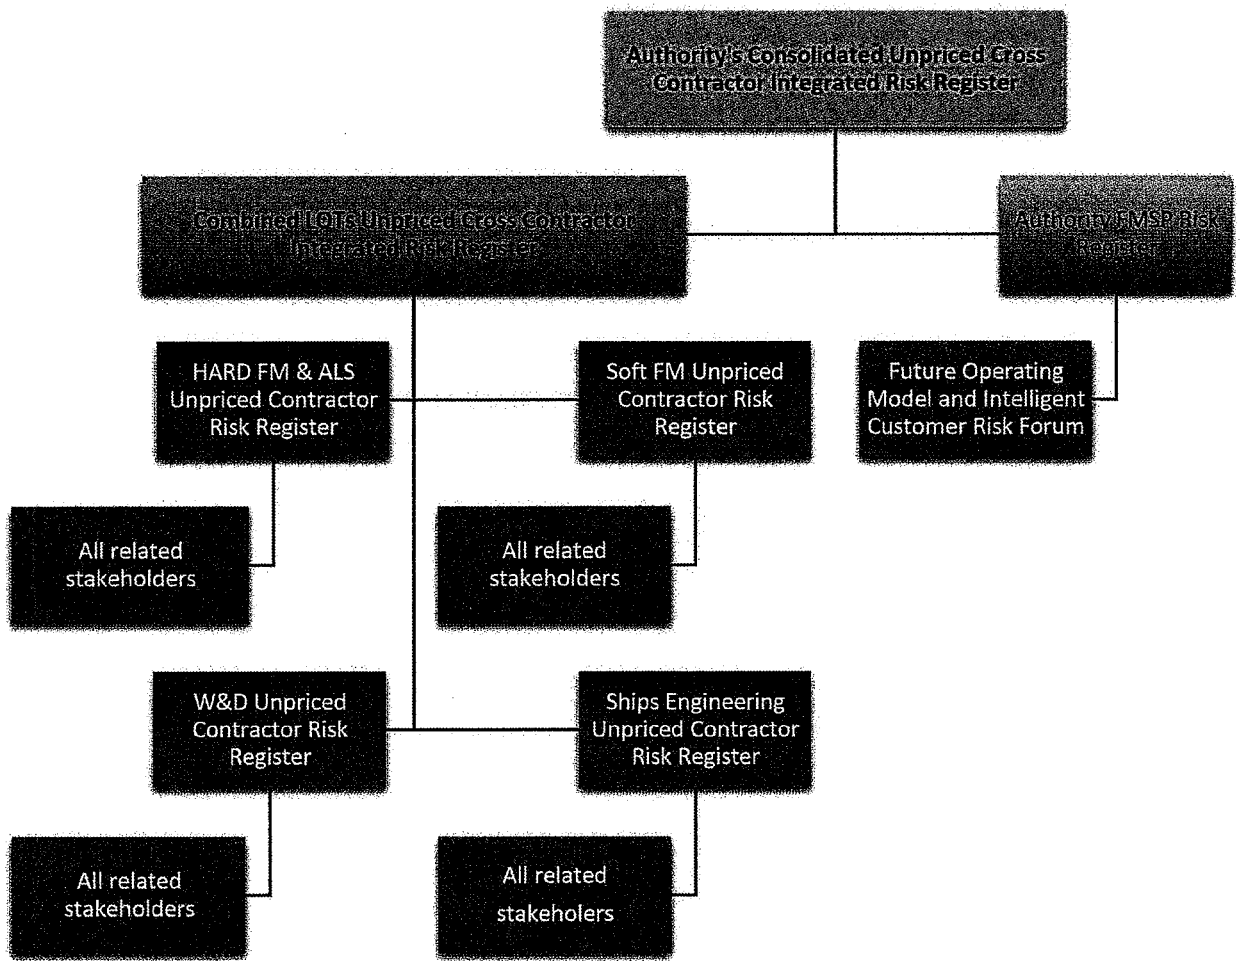 Authority's Consolidated Unpriced Cross
Contractor Integrated Risk Register
Combined LOTs Unpriced Cross Contractor
Integrated Risk Register
Authority FMSP Risk
Register
HARD FM & ALS
Unpriced Contractor
Risk Register
Soft FM Unpriced
Contractor Risk
Register
Future Operating
Model and Intelligent
Customer Risk Forum
All related
stakeholders
All related
stakeholders
W&D Unpriced
Contractor Risk
Register
Ships Engineering
Unpriced Contractor
Risk Register
All related
stakeholders
All related
stakeholers